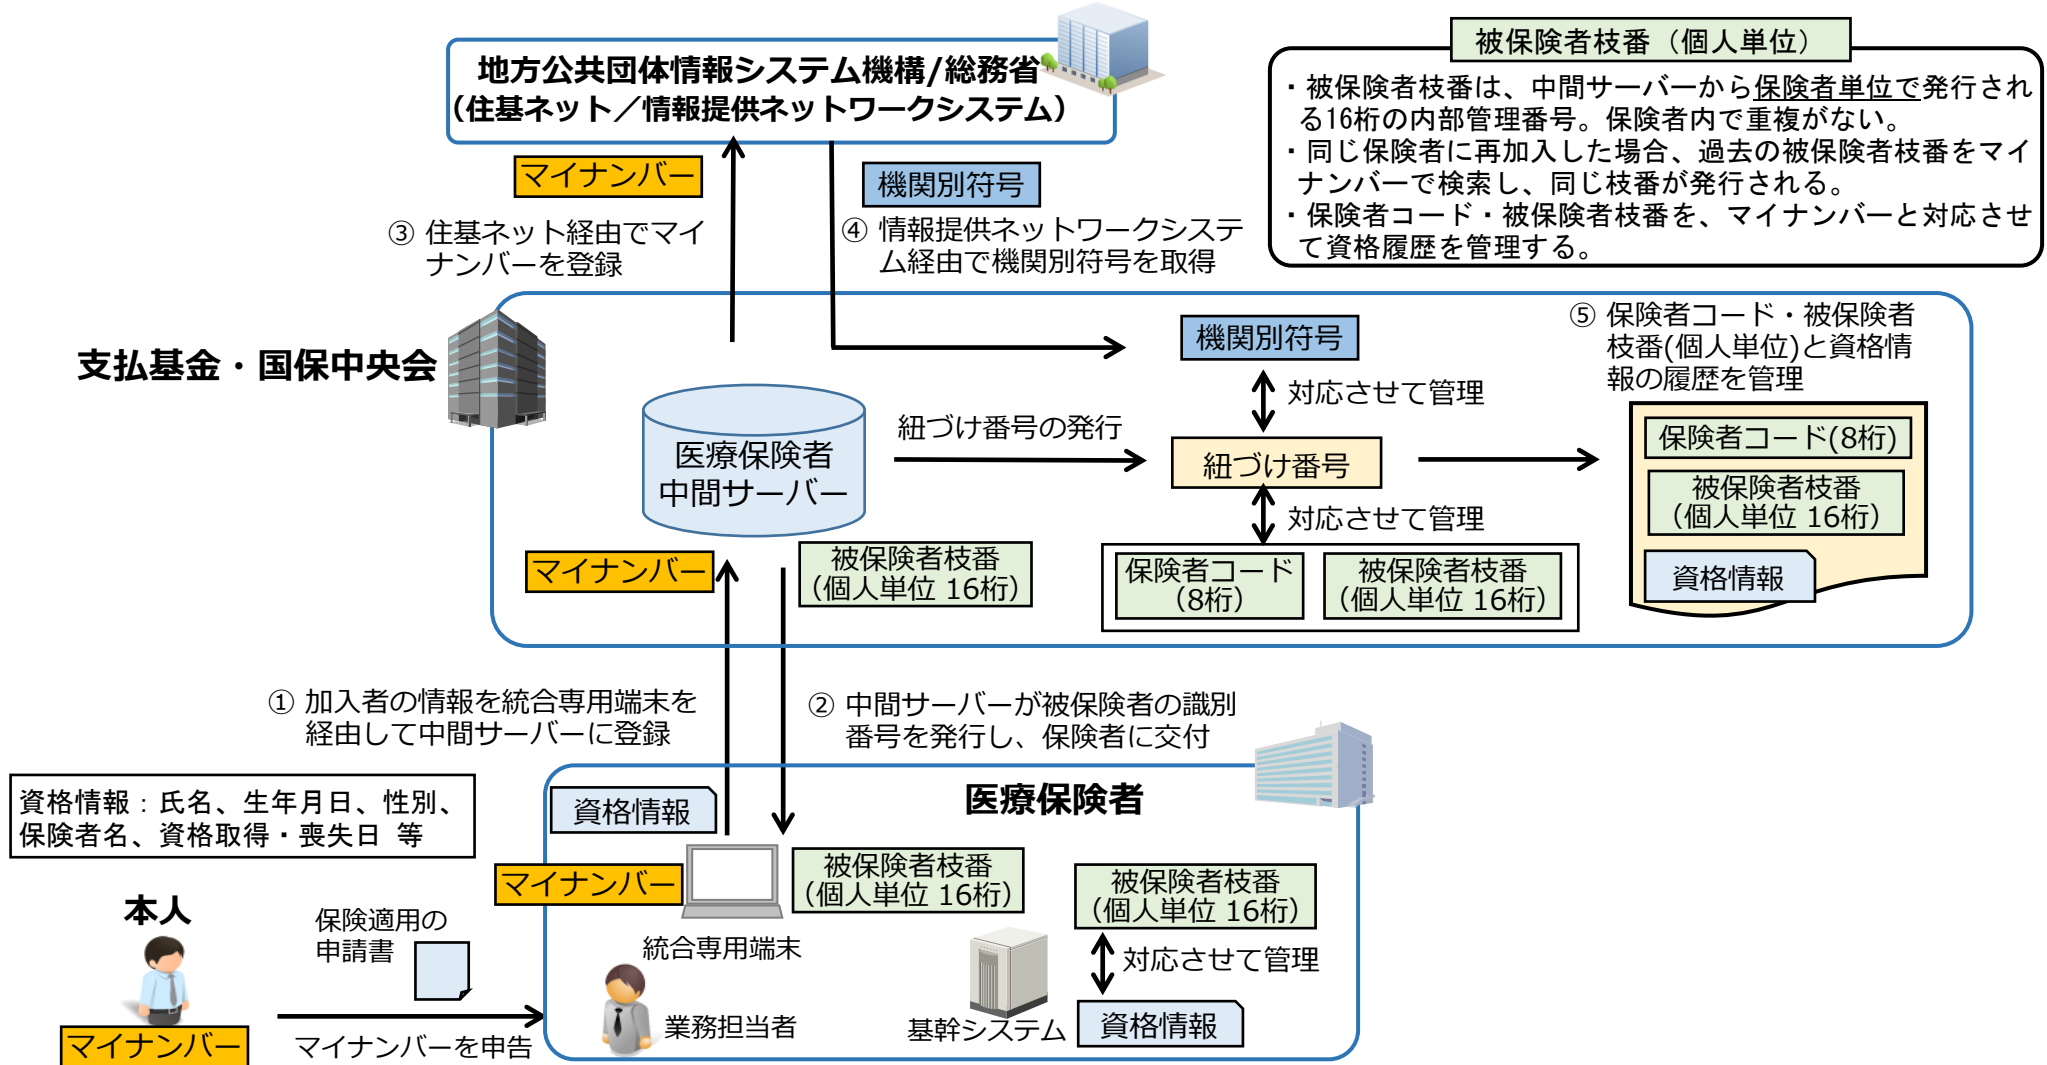 地方公共団体情報システム機構/総務省
（住基ネット／情報提供ネットワークシステム）
被保険者枝番（個人単位）
・被保険者枝番は、中間サーバーから保険者単位で発行され
る16桁の内部管理番号。保険者内で重複がない。
・同じ保険者に再加入した場合、過去の被保険者枝番をマイ
ナンバーで検索し、同じ枝番が発行される。
・保険者コード・被保険者枝番を、マイナンバーと対応させ
て資格履歴を管理する。
マイナンバー
機関別符号
③ 住基ネット経由でマイ
ナンバーを登録
④ 情報提供ネットワークシステ
ム経由で機関別符号を取得
支払基金・国保中央会
機関別符号
対応させて管理
⑤ 保険者コード・被保険者
枝番(個人単位)と資格情
報の履歴を管理
医療保険者
中間サーバー
紐づけ番号の発行
紐づけ番号
対応させて管理
保険者コード(8桁)
被保険者枝番
（個人単位 16桁）
資格情報
マイナンバー
被保険者枝番
（個人単位 16桁）
保険者コード
（8桁）
被保険者枝番
（個人単位 16桁）
① 加入者の情報を統合専用端末を
経由して中間サーバーに登録
② 中間サーバーが被保険者の識別
番号を発行し、保険者に交付
資格情報：氏名、生年月日、性別、
保険者名、資格取得・喪失日 等
医療保険者
資格情報
マイナンバー
被保険者枝番
（個人単位 16桁）
統合専用端末
業務担当者
被保険者枝番
（個人単位 16桁）
対応させて管理
基幹システム
資格情報
本人
マイナンバー
保険適用の
申請書
マイナンバーを申告